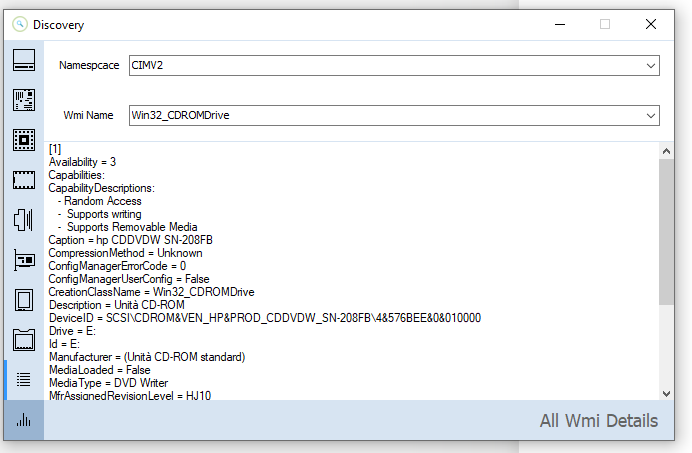 Discovery
Namespcace
CIMV2
Wmi Name
Win32_CDROMDrive
[1]
Availability = 3
Capabilities:
CapabilityDescriptions:
- Random Access
- Supports writing
- Supports Removable Media
Caption = hp CDDVDW SN-208FB
CompressionMethod = Unknown
ConfigManagerErrorCode = 0
ConfigManagerUserConfig = False
CreationClassName = Win32_CDROMDrive
Description = Unità CD-ROM
DeviceID = SCSI\CDROM&VEN_HP&PROD_CDDVDW_SN-208FB\4&576BEE&0&010000
Drive = E:
Id = E:
Manufacturer = (Unità CD-ROM standard)
MediaLoaded = False
MediaType = DVD Writer
MfrAssignedRevisionLevel = HJ10
All Wmi Details